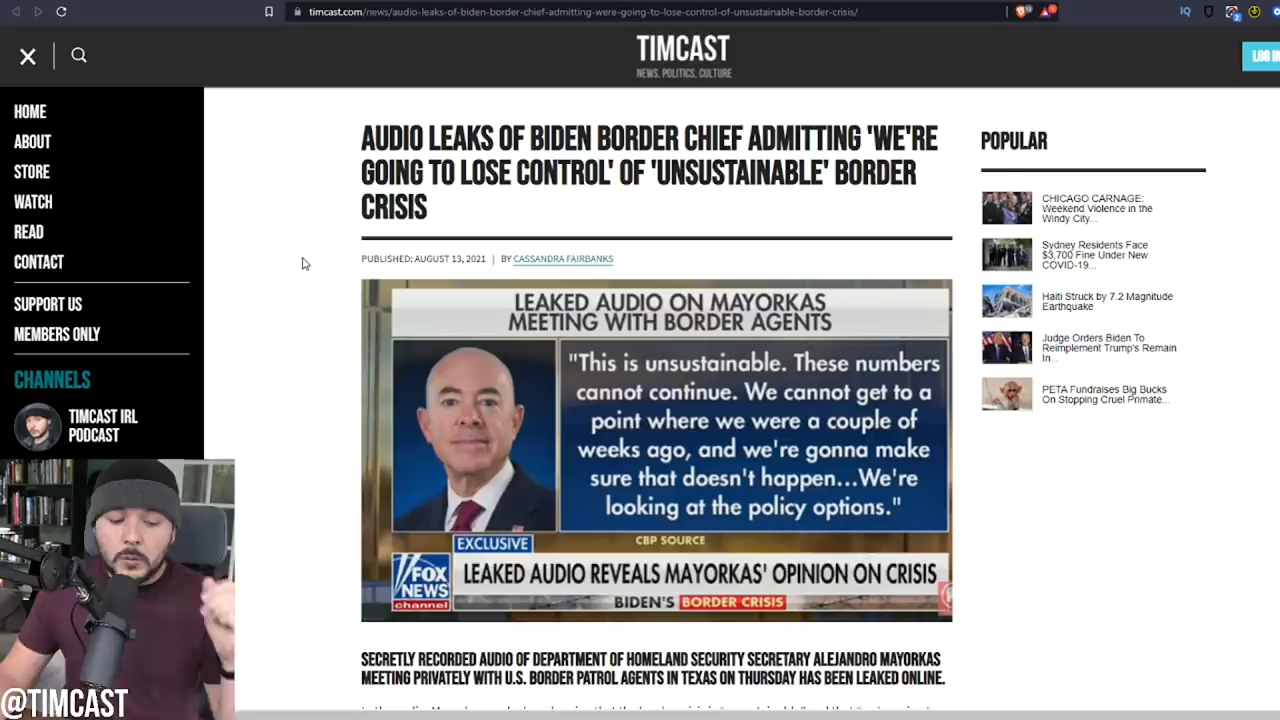 timcast.com/news/audio-leaks-of-biden-border-chief-admitting-were-going-to-lose-control-of-unsustainable-border-crisis/
IQ
TIMCAST
NEWS, POLITICS, CULTURE
LOG IN
HOME
ABOUT
STORE
WATCH
READ
CONTACT
SUPPORT US
MEMBERS ONLY
CHANNELS
TIMCAST IRL
PODCAST
AUDIO LEAKS OF BIDEN BORDER CHIEF ADMITTING 'WE'RE
GOING TO LOSE CONTROL' OF 'UNSUSTAINABLE' BORDER
CRISIS
PUBLISHED: AUGUST 13, 2021 | BY CASSANDRA FAIRBANKS
LEAKED AUDIO ON MAYORKAS
MEETING WITH BORDER AGENTS
"This is unsustainable. These numbers
cannot continue. We cannot get to a
point where we were a couple of
weeks ago, and we're gonna make
sure that doesn't happen...We're
looking at the policy options."
CBP SOURCE
EXCLUSIVE
FOX
NEWS
channel
LEAKED AUDIO REVEALS MAYORKAS' OPINION ON CRISIS
BIDEN'S BORDER CRISIS
SECRETLY RECORDED AUDIO OF DEPARTMENT OF HOMELAND SECURITY SECRETARY ALEJANDRO MAYORKAS
MEETING PRIVATELY WITH U.S. BORDER PATROL AGENTS IN TEXAS ON THURSDAY HAS BEEN LEAKED ONLINE.
POPULAR
CHICAGO CARNAGE:
Weekend Violence in the
Windy City...
Sydney Residents Face
$3,700 Fine Under New
COVID-19...
Haiti Struck by 7.2 Magnitude
Earthquake
Judge Orders Biden To
Reimplement Trump's Remain
In...
PETA Fundraises Big Bucks
On Stopping Cruel Primate...
@TIMCAST